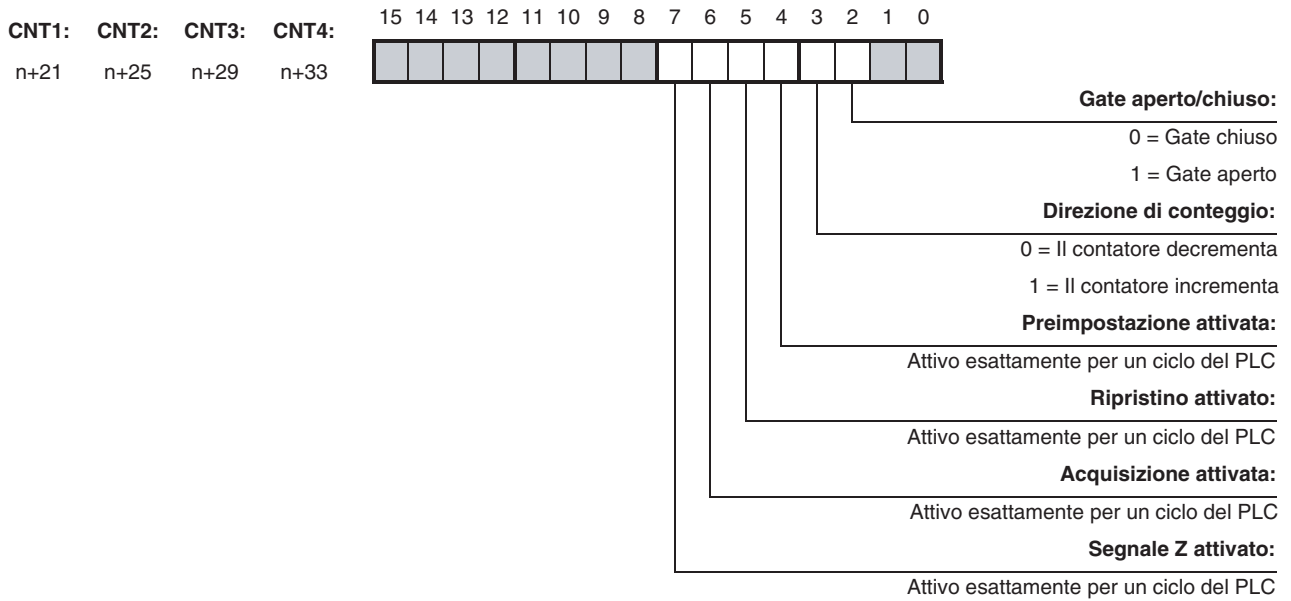 15 14 13 12 11 10 9 8 7 6 5 4 3 2 1 0
CNT1: CNT2: CNT3: CNT4:
n+21 n+25 n+29 n+33
Gate aperto/chiuso:
0 = Gate chiuso
1 = Gate aperto
Direzione di conteggio:
0 = Il contatore decrementa
1 = Il contatore incrementa
Preimpostazione attivata:
Attivo esattamente per un ciclo del PLC
Ripristino attivato:
Attivo esattamente per un ciclo del PLC
Acquisizione attivata:
Attivo esattamente per un ciclo del PLC
Segnale Z attivato:
Attivo esattamente per un ciclo del PLC